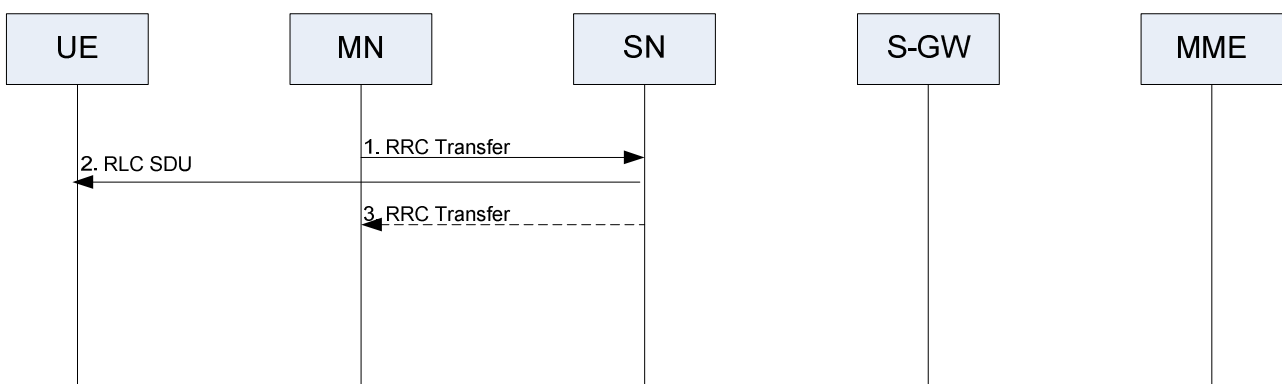 UE
MN
SN
S-GW
MME
1. RRC Transfer
2. RLC SDU
3. RRC Transfer